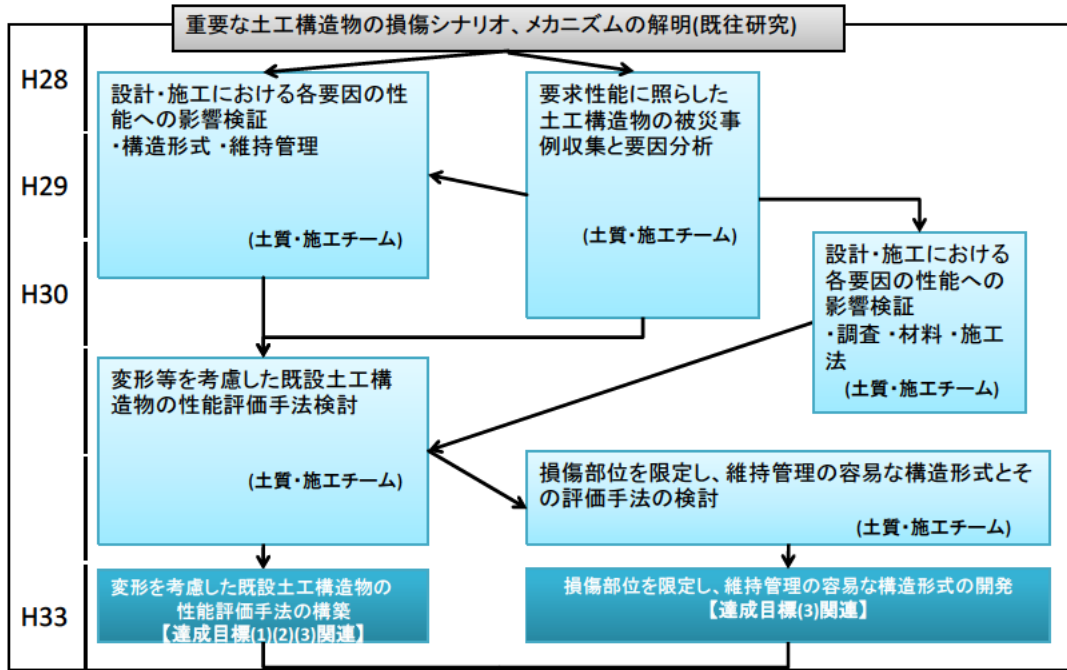 重要な土工構造物の損傷シナリオ、メカニズムの解明(既往研究)
H28
設計・施工における各要因の性
能への影響検証
・構造形式 ・維持管理
(土質・施工チーム)
要求性能に照らした
土工構造物の被災事
例収集と要因分析
(土質・施工チーム)
H29
設計・施工における
各要因の性能への
影響検証
・調査 ・材料 ・施工
法
(土質・施工チーム)
H30
変形等を考慮した既設土工構
造物の性能評価手法検討
(土質・施工チーム)
損傷部位を限定し、維持管理の容易な構造形式とそ
の評価手法の検討
(土質・施工チーム)
H33
変形を考慮した既設土工構造物の
性能評価手法の構築
【達成目標(1)(2)(3)関連】
損傷部位を限定し、維持管理の容易な構造形式の開発
【達成目標(3)関連】